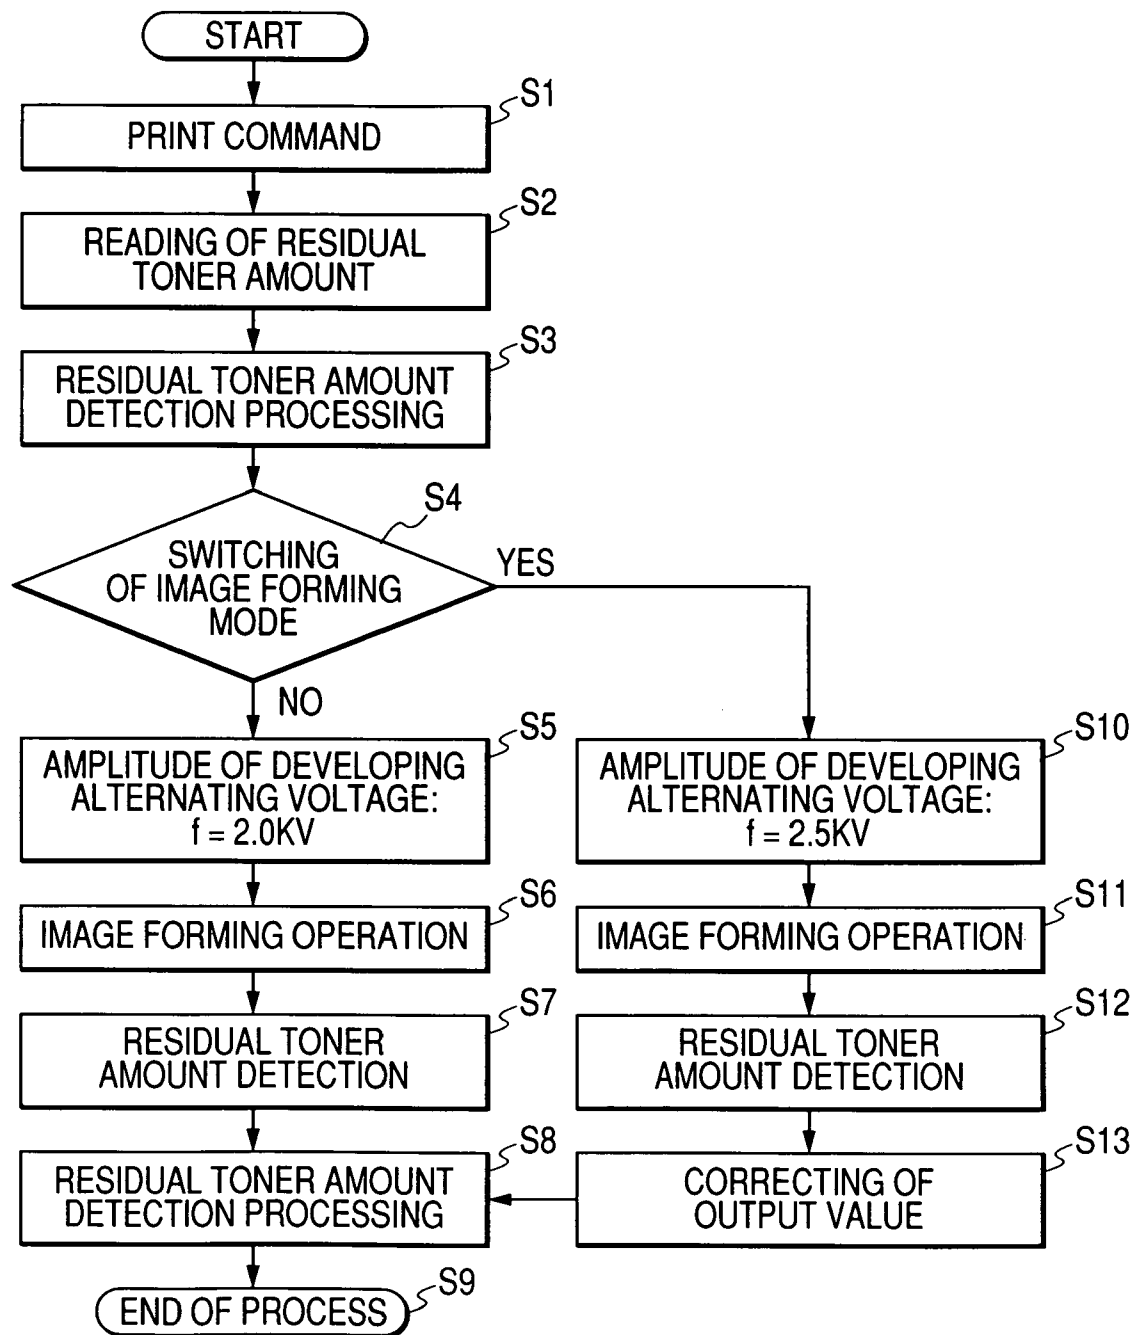 START
S1
PRINT COMMAND
S2
READING OF RESIDUAL
TONER AMOUNT
S3
RESIDUAL TONER AMOUNT
DETECTION PROCESSING
S4
SWITCHING
OF IMAGE FORMING
MODE
YES
NO
S5
AMPLITUDE OF DEVELOPING
ALTERNATING VOLTAGE:
f = 2.0KV
S6
IMAGE FORMING OPERATION
S7
RESIDUAL TONER
AMOUNT DETECTION
S8
RESIDUAL TONER AMOUNT
DETECTION PROCESSING
S9
END OF PROCESS
S10
AMPLITUDE OF DEVELOPING
ALTERNATING VOLTAGE:
f = 2.5KV
S11
IMAGE FORMING OPERATION
S12
RESIDUAL TONER
AMOUNT DETECTION
S13
CORRECTING OF
OUTPUT VALUE